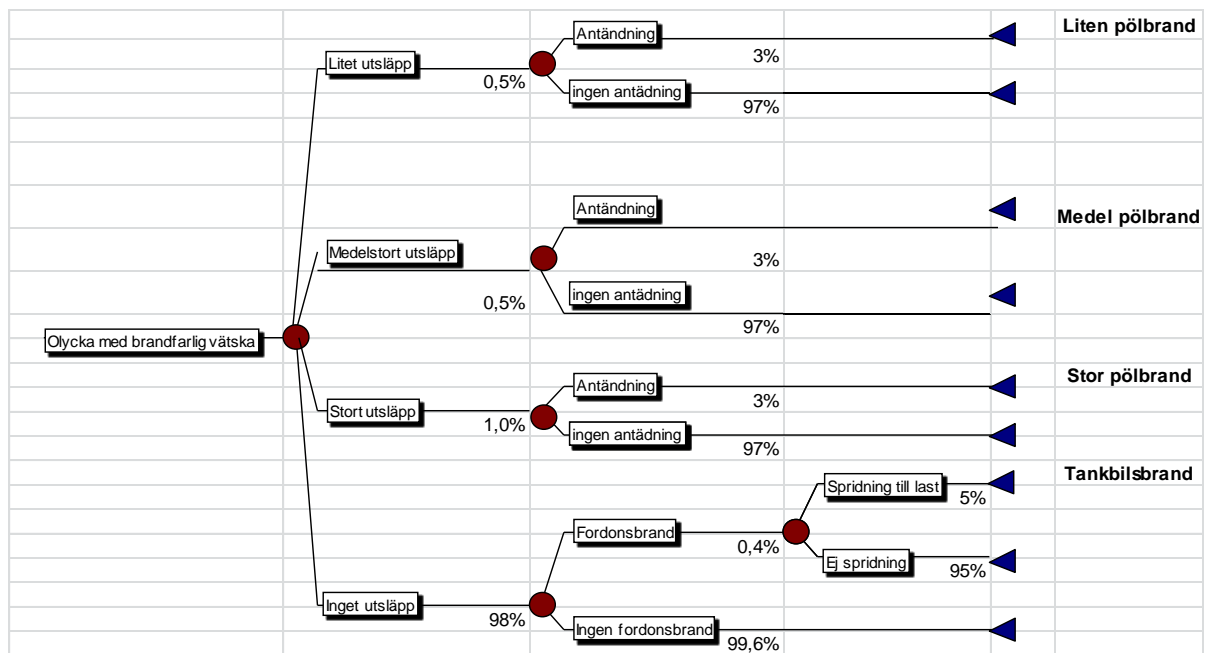 Antändning
Liten pölbrand
3%
Litet utsläpp
0,5%
ingen antädning
97%
Antändning
Medel pölbrand
Medelstort utsläpp
3%
0,5%
ingen antädning
97%
Olycka med brandfarlig vätska
Antändning
Stor pölbrand
3%
Stort utsläpp
1,0%
ingen antädning
97%
Tankbilsbrand
Spridning till last
5%
Fordonsbrand
0,4%
Ej spridning
95%
Inget utsläpp
98%
Ingen fordonsbrand
99,6%